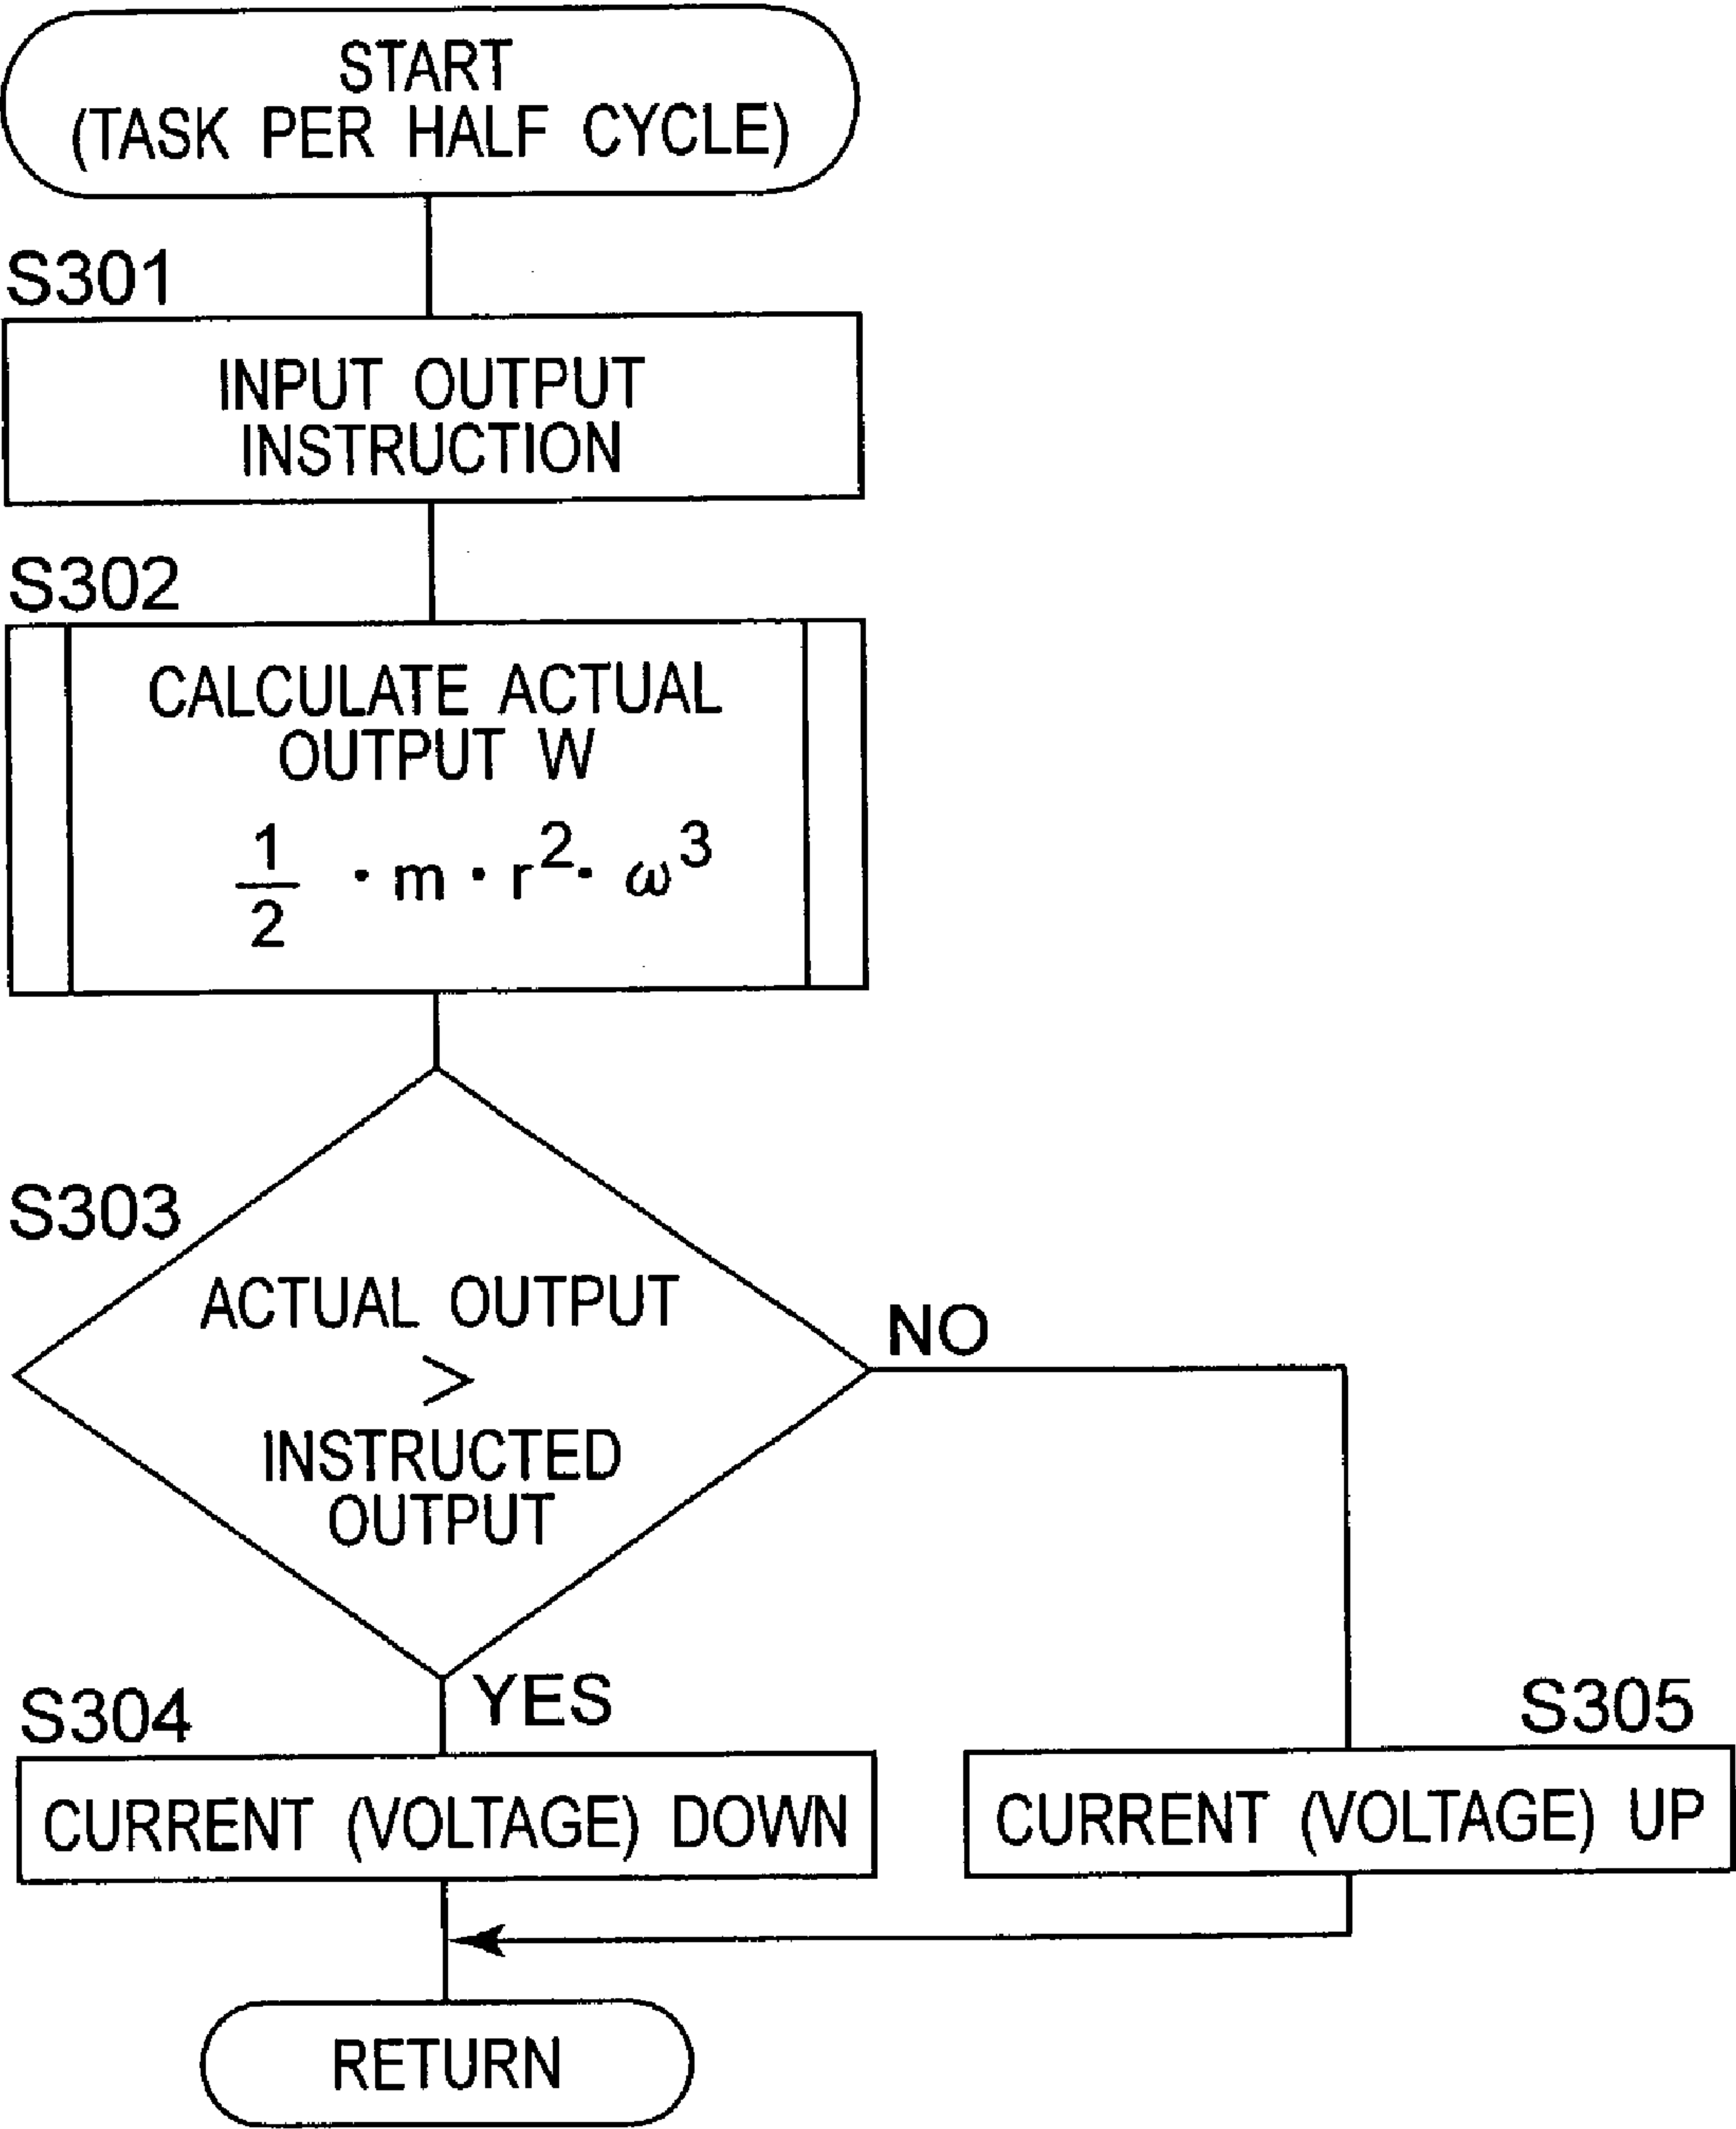 START
(TASK PER HALF CYCLE)
S301
INPUT OUTPUT
INSTRUCTION
S302
CALCULATE ACTUAL
OUTPUT W
1/2 · m · r² · ω³
S303
ACTUAL OUTPUT
>
INSTRUCTED
OUTPUT
NO
YES
S304
CURRENT (VOLTAGE) DOWN
S305
CURRENT (VOLTAGE) UP
RETURN